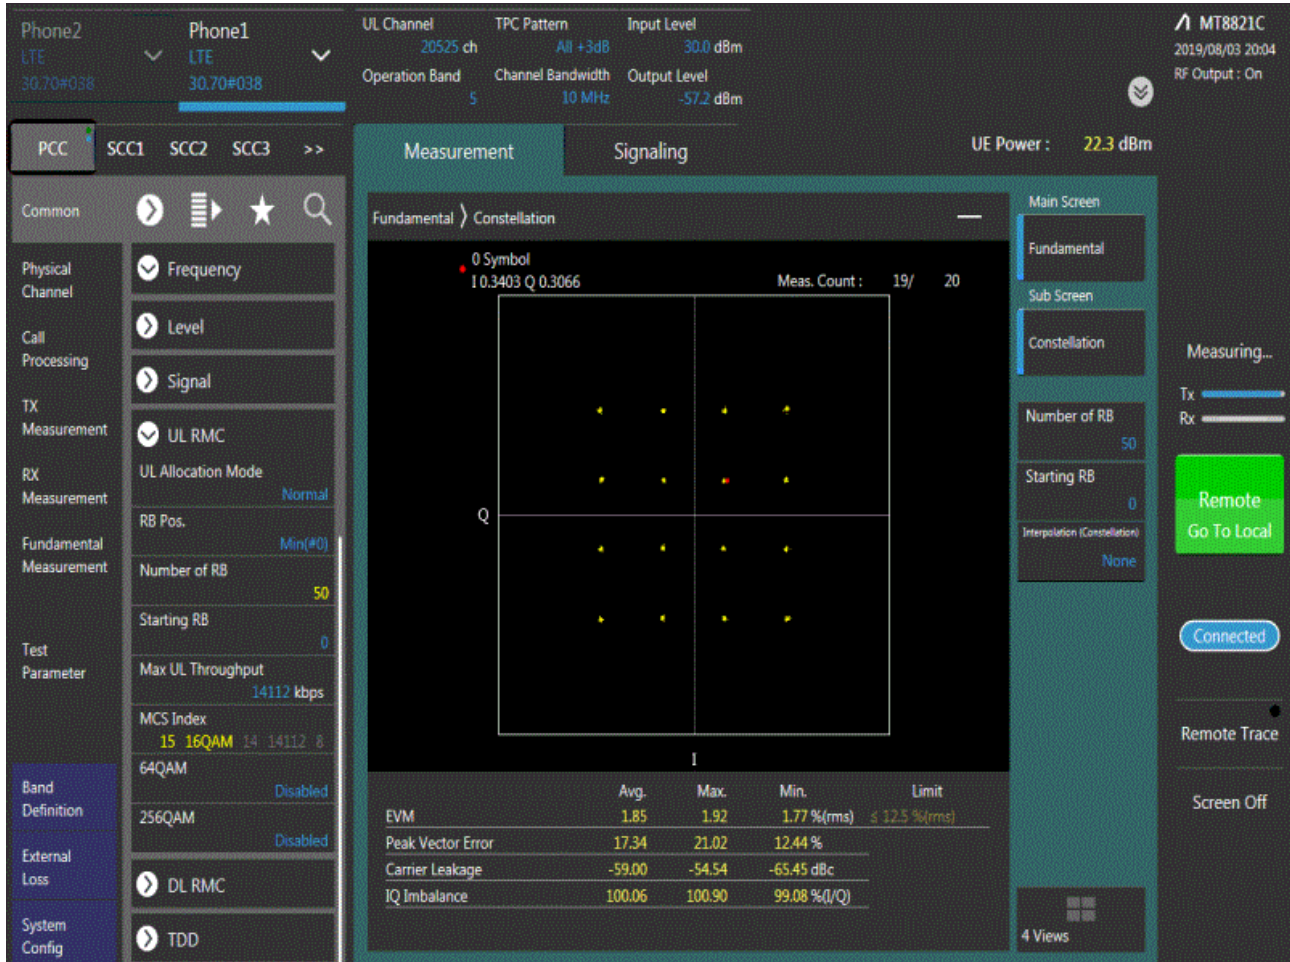 Phone2
LTE
30.70#038
Phone1
LTE
30.70#038
UL Channel
20525 ch
TPC Pattern
All +3dB
Input Level
30.0 dBm
Operation Band
5
Channel Bandwidth
10 MHz
Output Level
-57.2 dBm
MT8821C
2019/08/03 20:04
RF Output : On
PCC SCC1 SCC2 SCC3 >>
Measurement
Signaling
UE Power : 22.3 dBm
Common
Physical
Channel
Call
Processing
TX
Measurement
RX
Measurement
Fundamental
Measurement
Test
Parameter
Band
Definition
External
Loss
System
Config
Frequency
Level
Signal
UL RMC
UL Allocation Mode
Normal
RB Pos.
Min(#0)
Number of RB
50
Starting RB
0
Max UL Throughput
14112 kbps
MCS Index
15 16QAM 14 14112 8
64QAM
Disabled
256QAM
Disabled
DL RMC
TDD
Fundamental 〉 Constellation
0 Symbol
I 0.3403 Q 0.3066
Meas. Count : 19/ 20
Q
I
Avg. Max. Min. Limit
EVM 1.85 1.92 1.77 %(rms) ≤ 12.5 %(rms)
Peak Vector Error 17.34 21.02 12.44 %
Carrier Leakage -59.00 -54.54 -65.45 dBc
IQ Imbalance 100.06 100.90 99.08 %(I/Q)
Main Screen
Fundamental
Sub Screen
Constellation
Number of RB
50
Starting RB
0
Interpolation (Constellation)
None
4 Views
Measuring...
Tx
Rx
Remote
Go To Local
Connected
Remote Trace
Screen Off